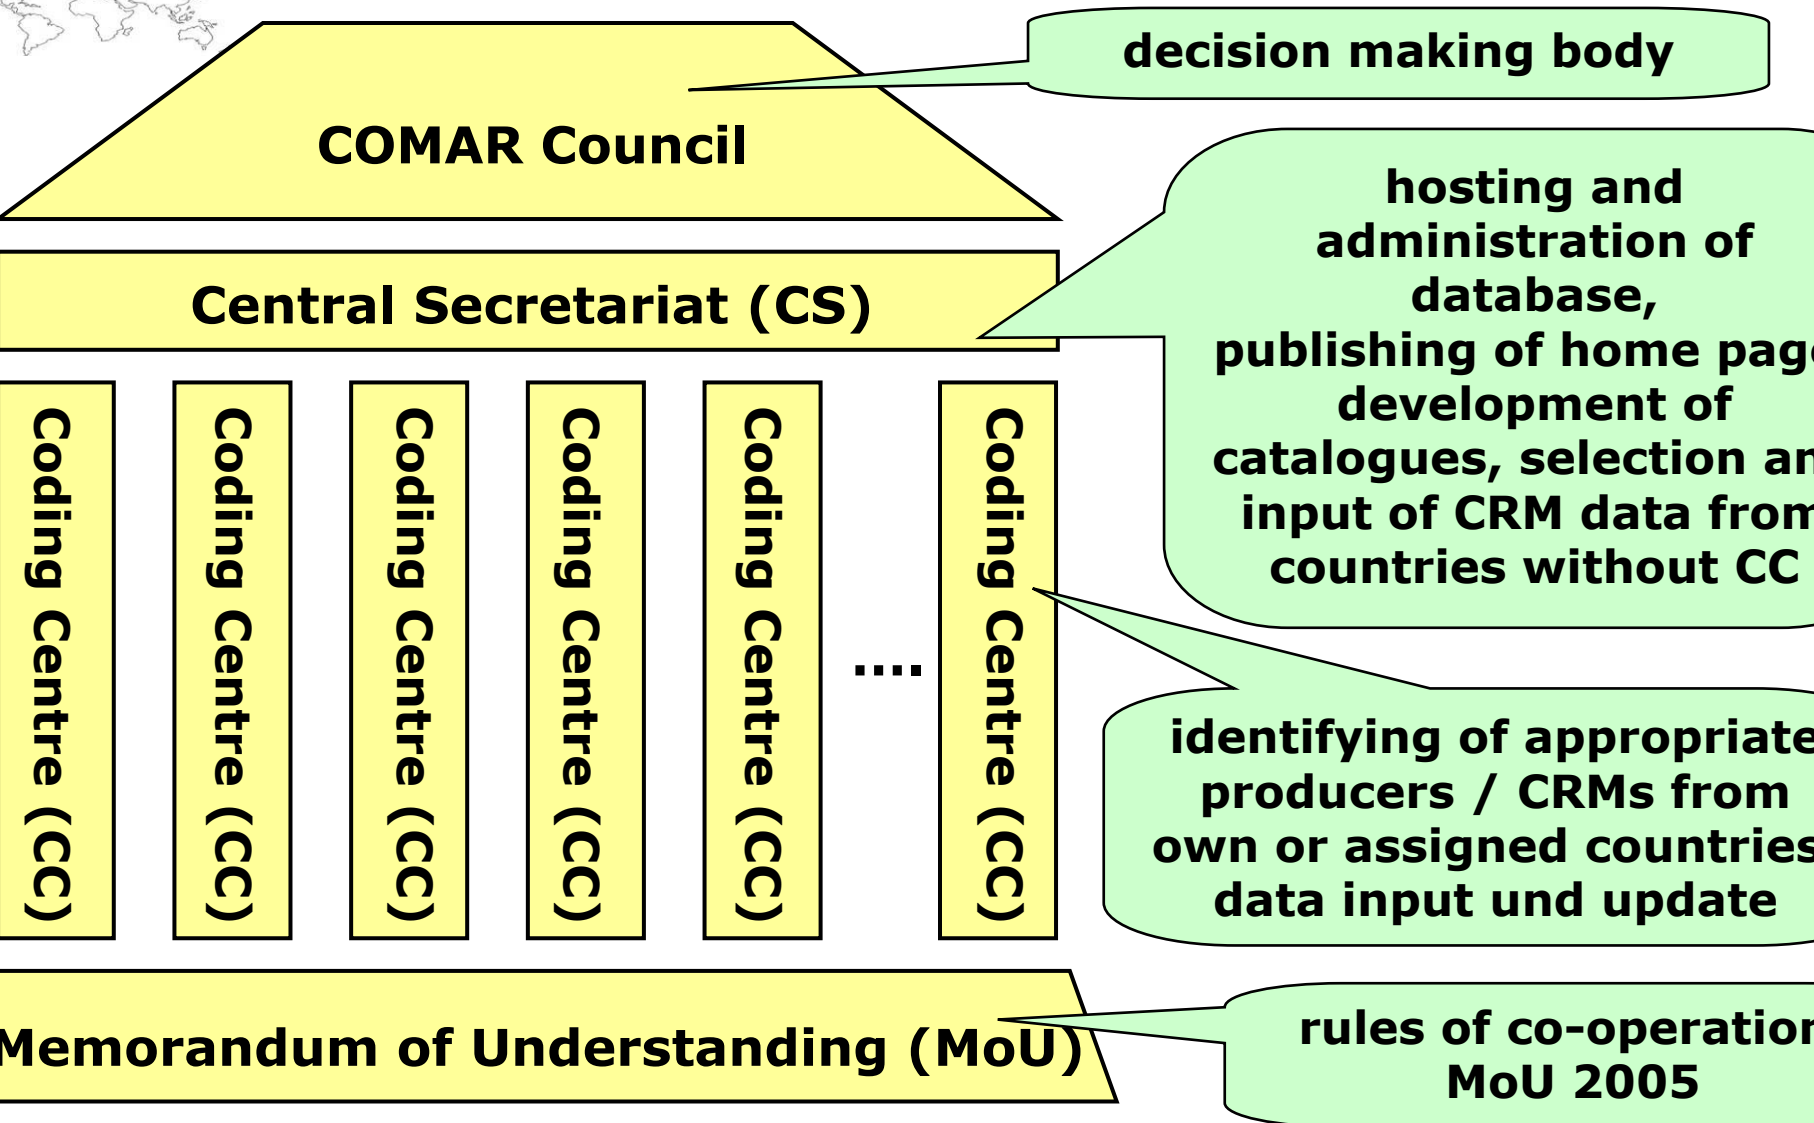 decision making body
COMAR Council
hosting and
administration of
database,
publishing of home page
development of
catalogues, selection an
input of CRM data from
countries without CC
Central Secretariat (CS)
Coding Centre (CC)
Coding Centre (CC)
Coding Centre (CC)
Coding Centre (CC)
Coding Centre (CC)
....
Coding Centre (CC)
identifying of appropriate
producers / CRMs from
own or assigned countries
data input und update
Memorandum of Understanding (MoU)
rules of co-operation
MoU 2005